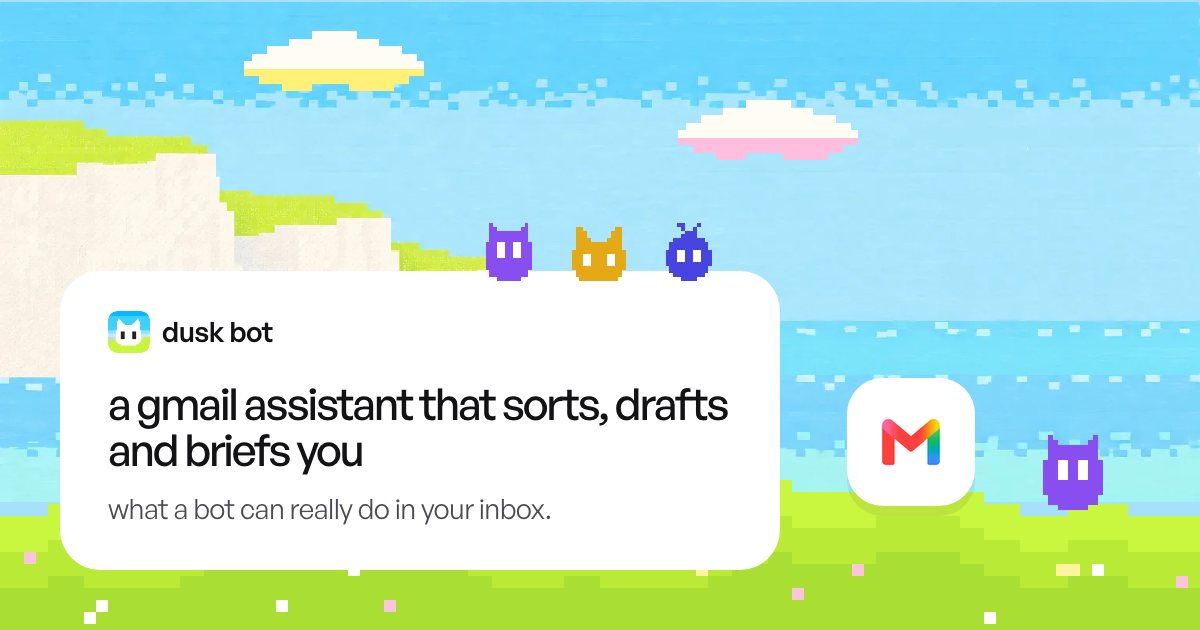 dusk bot
a gmail assistant that sorts, drafts
and briefs you
what a bot can really do in your inbox.